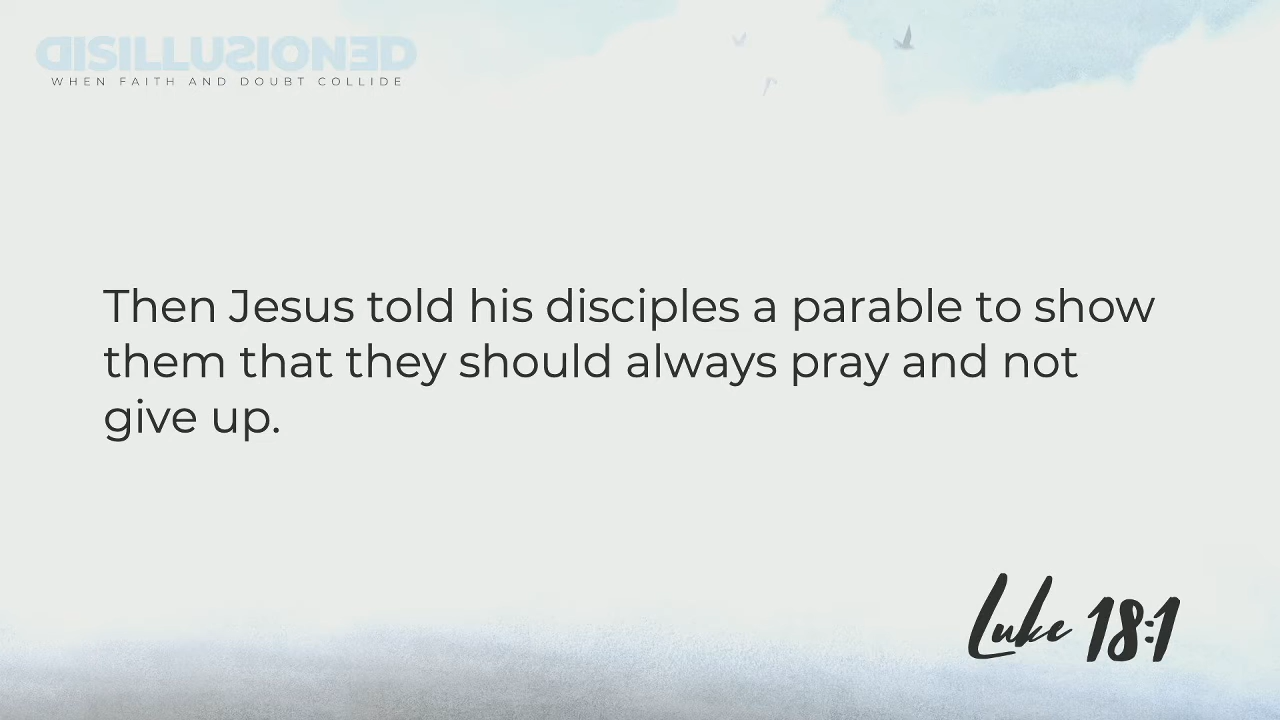 DISILLUSIONED
WHEN FAITH AND DOUBT COLLIDE
Then Jesus told his disciples a parable to show
them that they should always pray and not
give up.
Luke 18:1